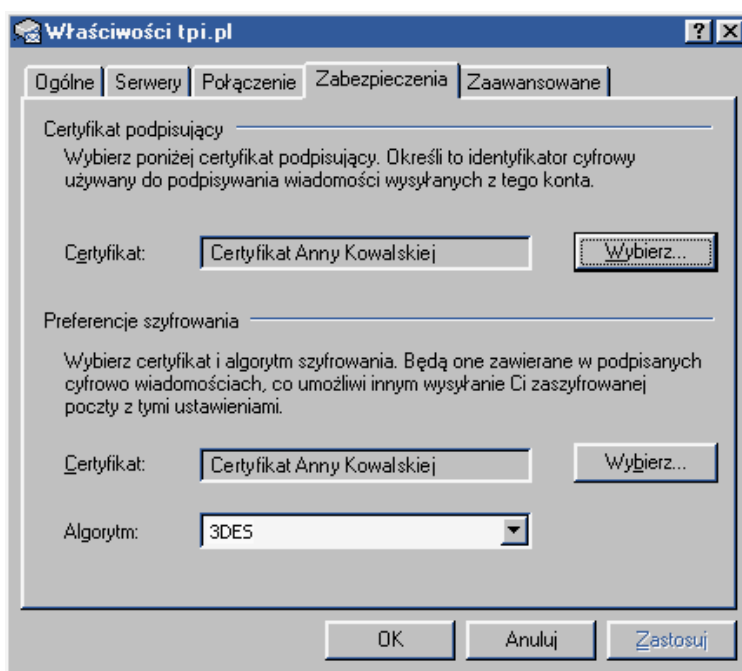 Właściwości tpi.pl
Ogólne Serwery Połączenie Zabezpieczenia Zaawansowane
Certyfikat podpisujący
Wybierz poniżej certyfikat podpisujący. Określi to identyfikator cyfrowy
używany do podpisywania wiadomości wysyłanych z tego konta.
Certyfikat: Certyfikat Anny Kowalskiej Wybierz...
Preferencje szyfrowania
Wybierz certyfikat i algorytm szyfrowania. Będą one zawierane w podpisanych
cyfrowo wiadomościach, co umożliwi innym wysyłanie Ci zaszyfrowanej
poczty z tymi ustawieniami.
Certyfikat: Certyfikat Anny Kowalskiej Wybierz...
Algorytm: 3DES
OK Anuluj Zastosuj